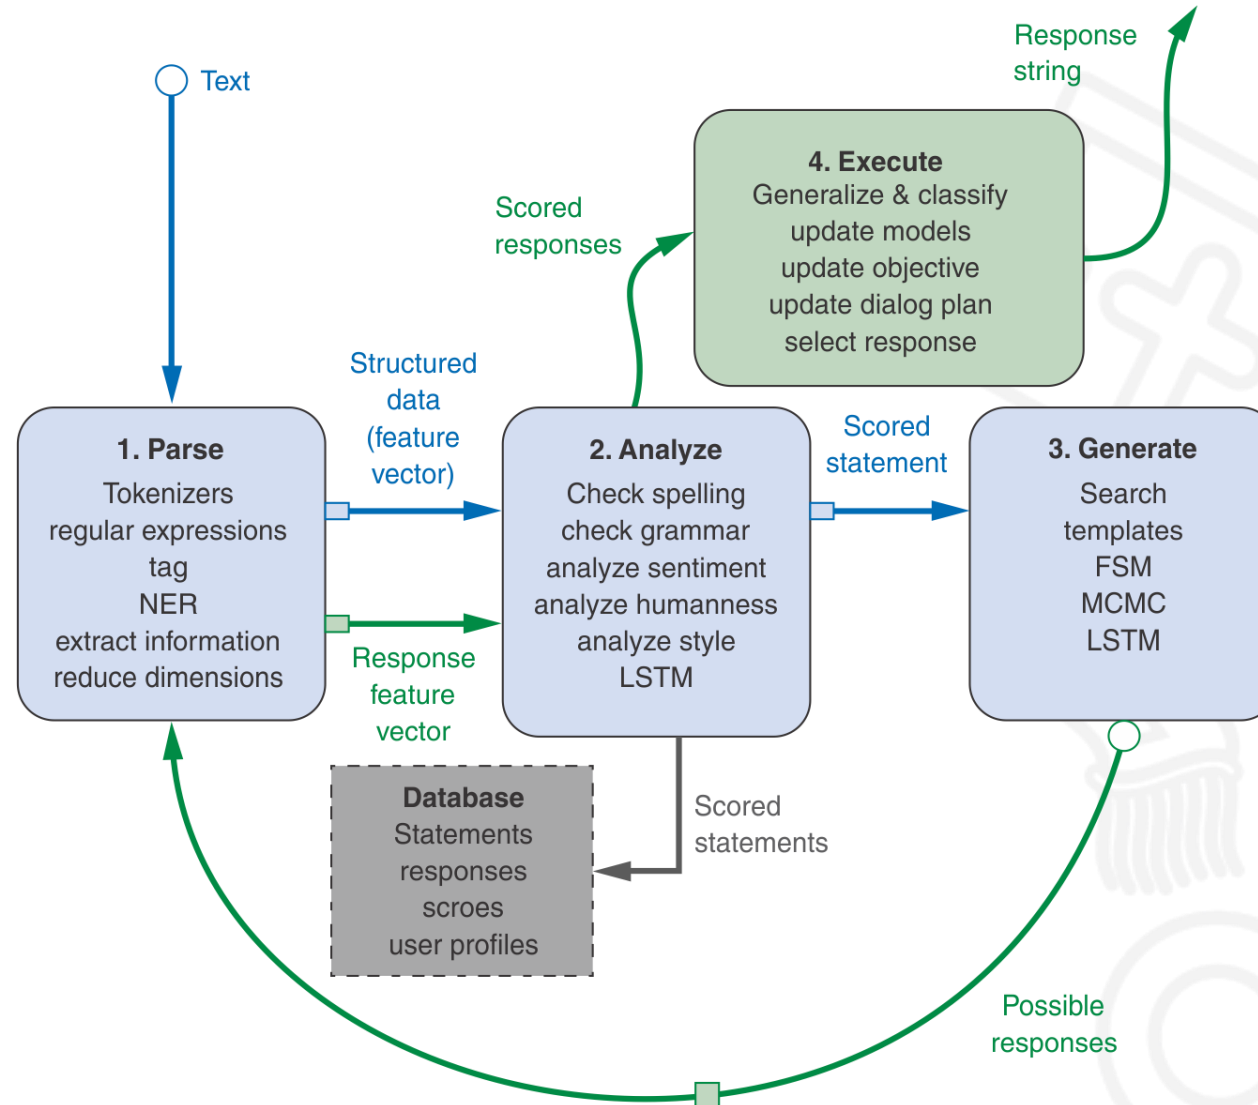 Text
Response
string
4. Execute
Generalize & classify
update models
update objective
update dialog plan
select response
Scored
responses
Structured
data
(feature
vector)
1. Parse
Tokenizers
regular expressions
tag
NER
extract information
reduce dimensions
Response
feature
vector
2. Analyze
Check spelling
check grammar
analyze sentiment
analyze humanness
analyze style
LSTM
Scored
statement
3. Generate
Search
templates
FSM
MCMC
LSTM
Database
Statements
responses
scroes
user profiles
Scored
statements
Possible
responses